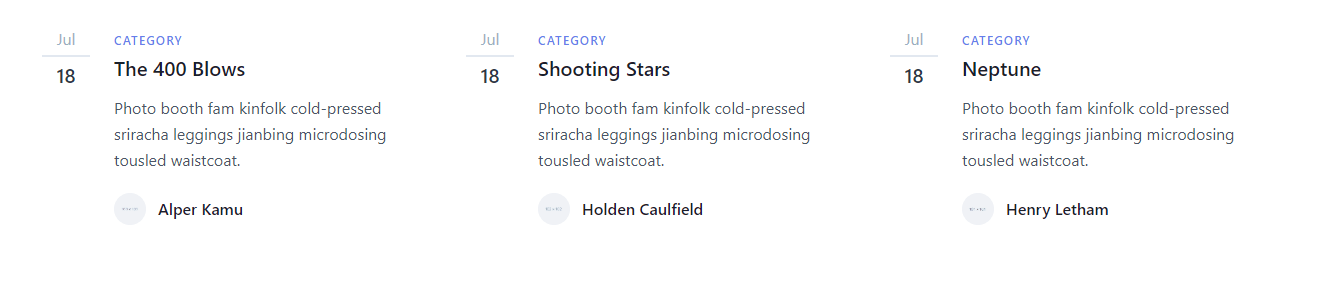 Jul
18
CATEGORY
The 400 Blows
Photo booth fam kinfolk cold-pressed
sriracha leggings jianbing microdosing
tousled waistcoat.
Alper Kamu
Jul
18
CATEGORY
Shooting Stars
Photo booth fam kinfolk cold-pressed
sriracha leggings jianbing microdosing
tousled waistcoat.
Holden Caulfield
Jul
18
CATEGORY
Neptune
Photo booth fam kinfolk cold-pressed
sriracha leggings jianbing microdosing
tousled waistcoat.
Henry Letham